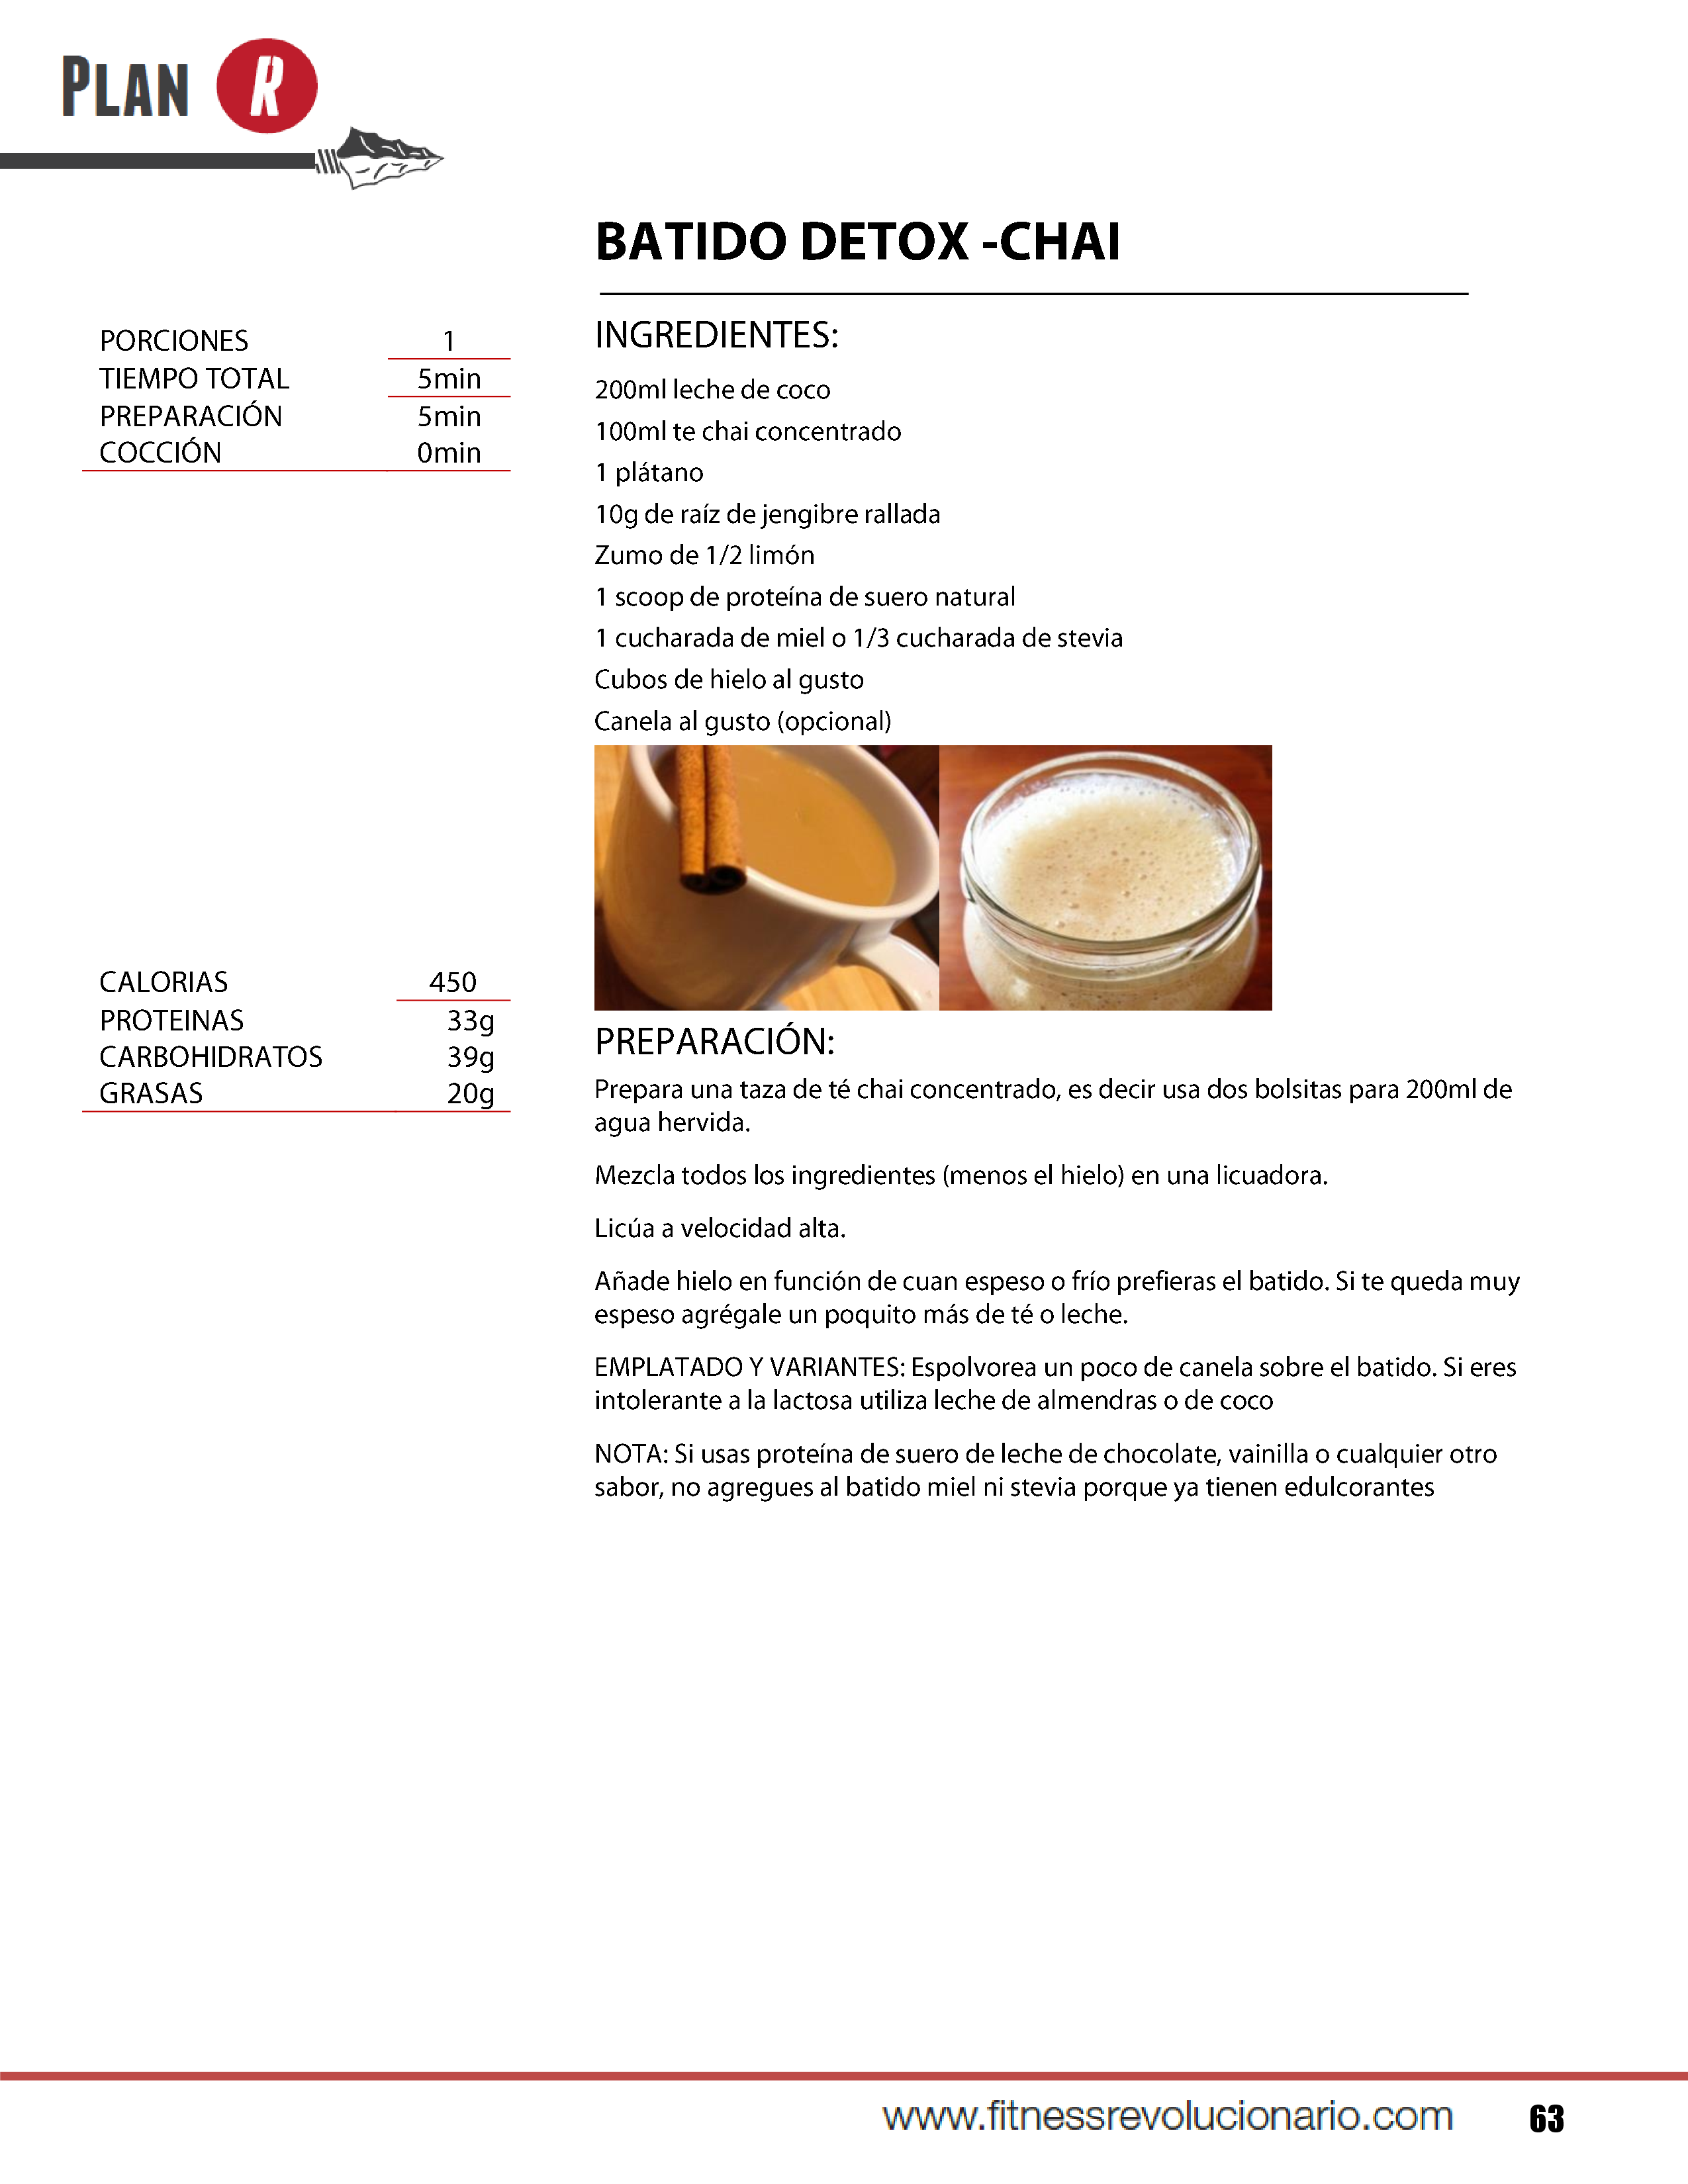 PLAN R
BATIDO DETOX -CHAI
PORCIONES 1
TIEMPO TOTAL 5min
PREPARACIÓN 5min
COCCIÓN 0min
INGREDIENTES:
200ml leche de coco
100ml te chai concentrado
1 plátano
10g de raíz de jengibre rallada
Zumo de 1/2 limón
1 scoop de proteína de suero natural
1 cucharada de miel o 1/3 cucharada de stevia
Cubos de hielo al gusto
Canela al gusto (opcional)
CALORIAS 450
PROTEINAS 33g
CARBOHIDRATOS 39g
GRASAS 20g
PREPARACIÓN:
Prepara una taza de té chai concentrado, es decir usa dos bolsitas para 200ml de
agua hervida.
Mezcla todos los ingredientes (menos el hielo) en una licuadora.
Licúa a velocidad alta.
Añade hielo en función de cuan espeso o frío prefieras el batido. Si te queda muy
espeso agrégale un poquito más de té o leche.
EMPLATADO Y VARIANTES: Espolvorea un poco de canela sobre el batido. Si eres
intolerante a la lactosa utiliza leche de almendras o de coco
NOTA: Si usas proteína de suero de leche de chocolate, vainilla o cualquier otro
sabor, no agregues al batido miel ni stevia porque ya tienen edulcorantes
www.fitnessrevolucionario.com 63